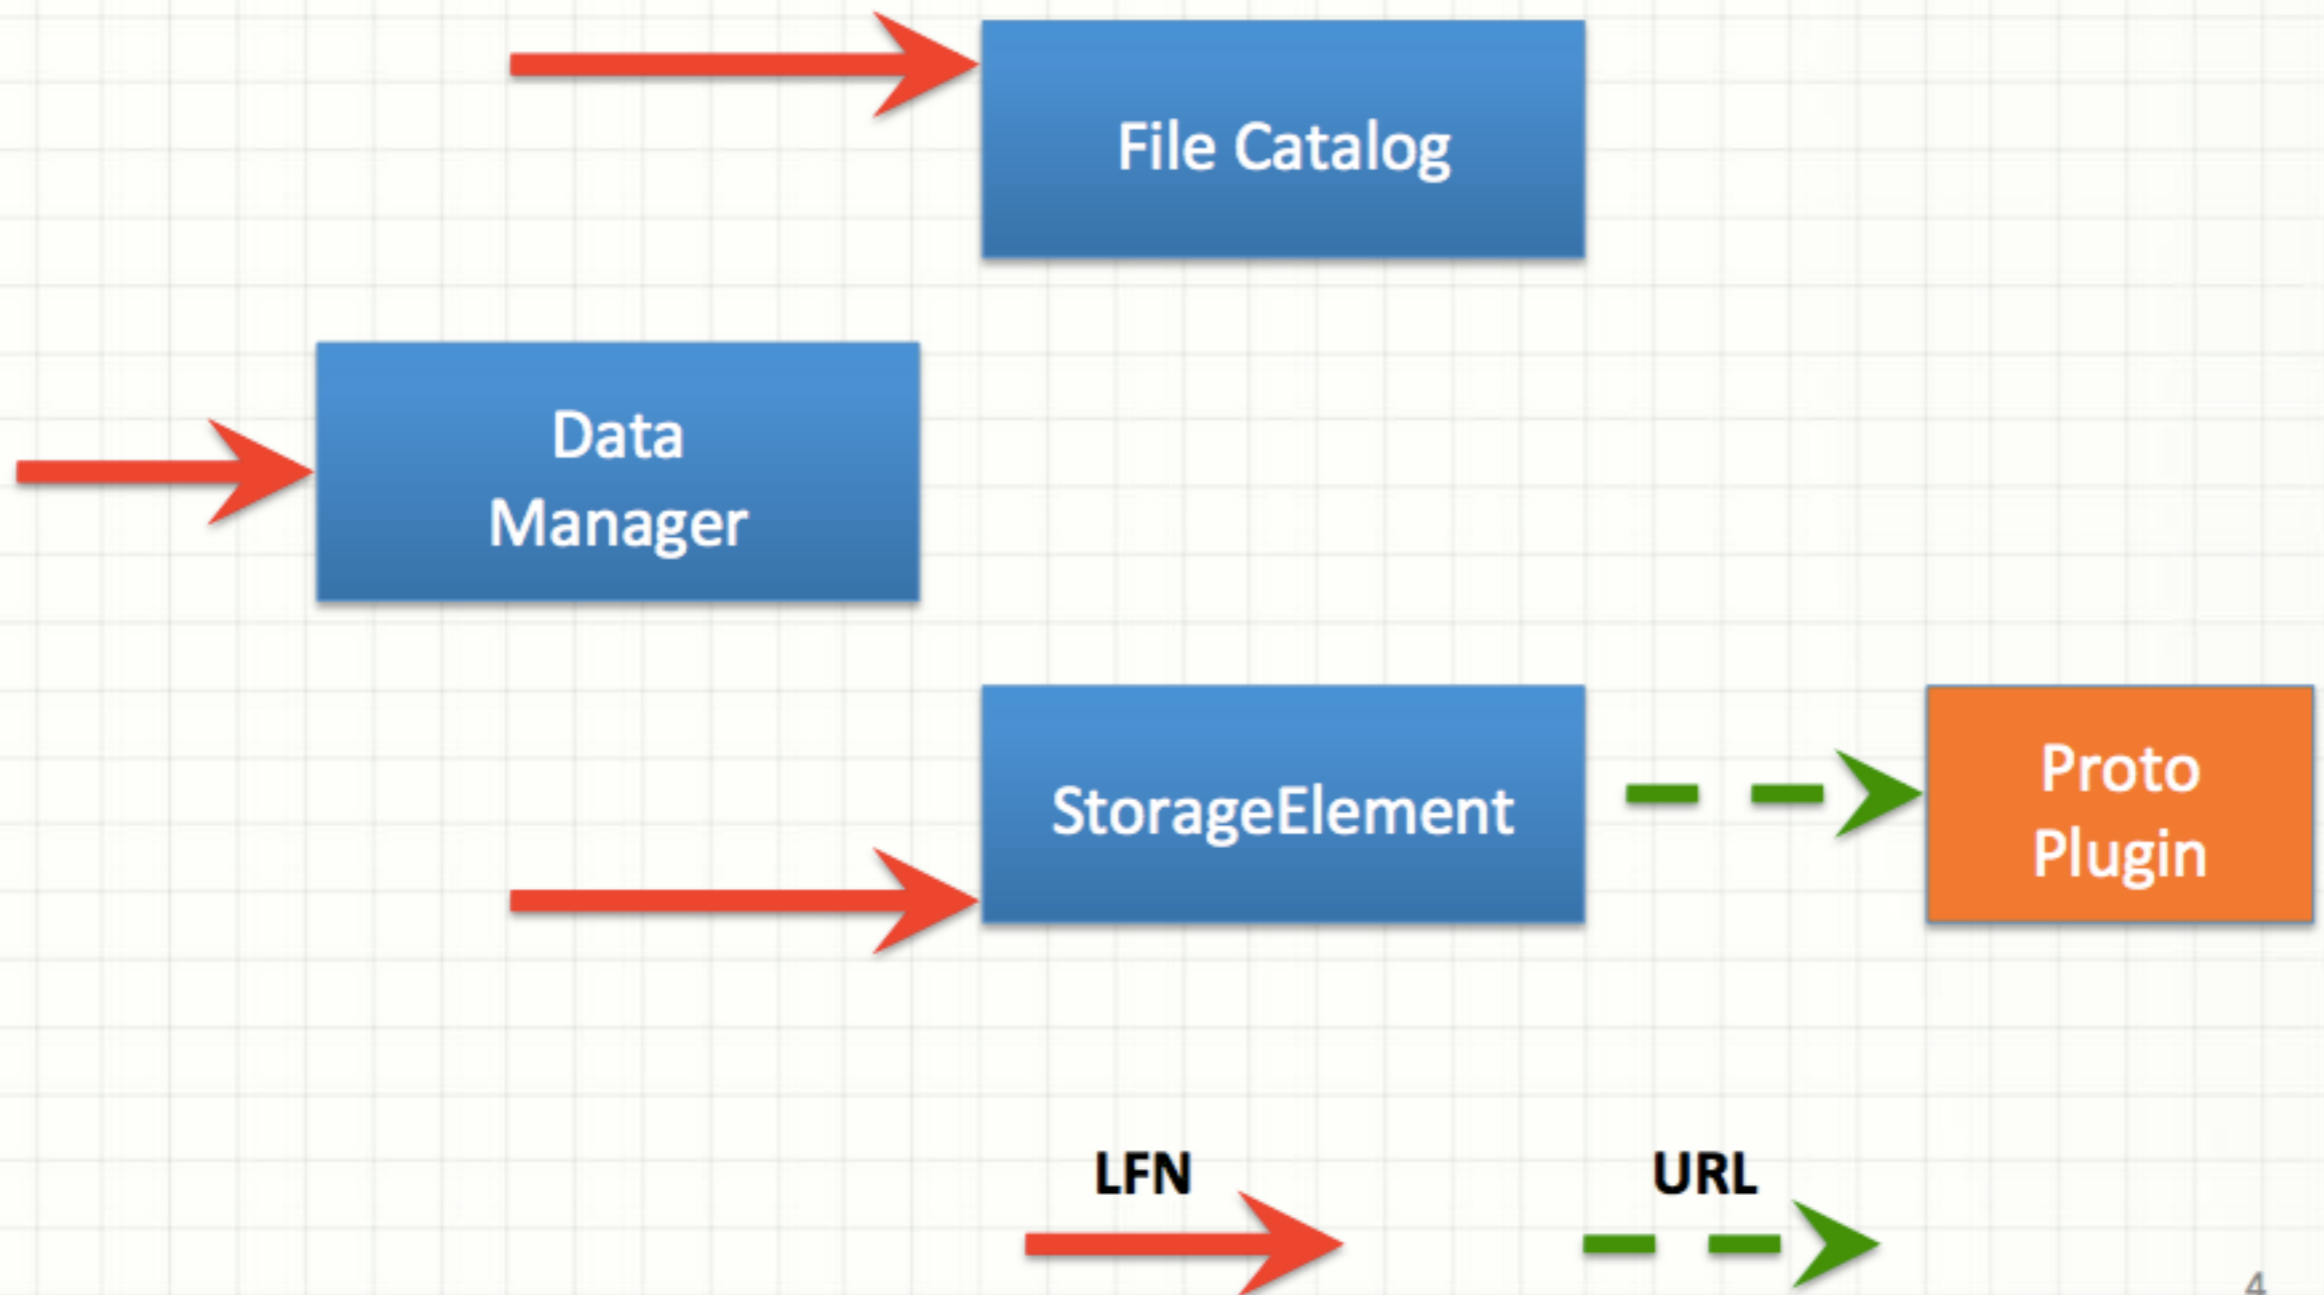 File Catalog
Data
Manager
StorageElement
Proto
Plugin
LFN
URL
4